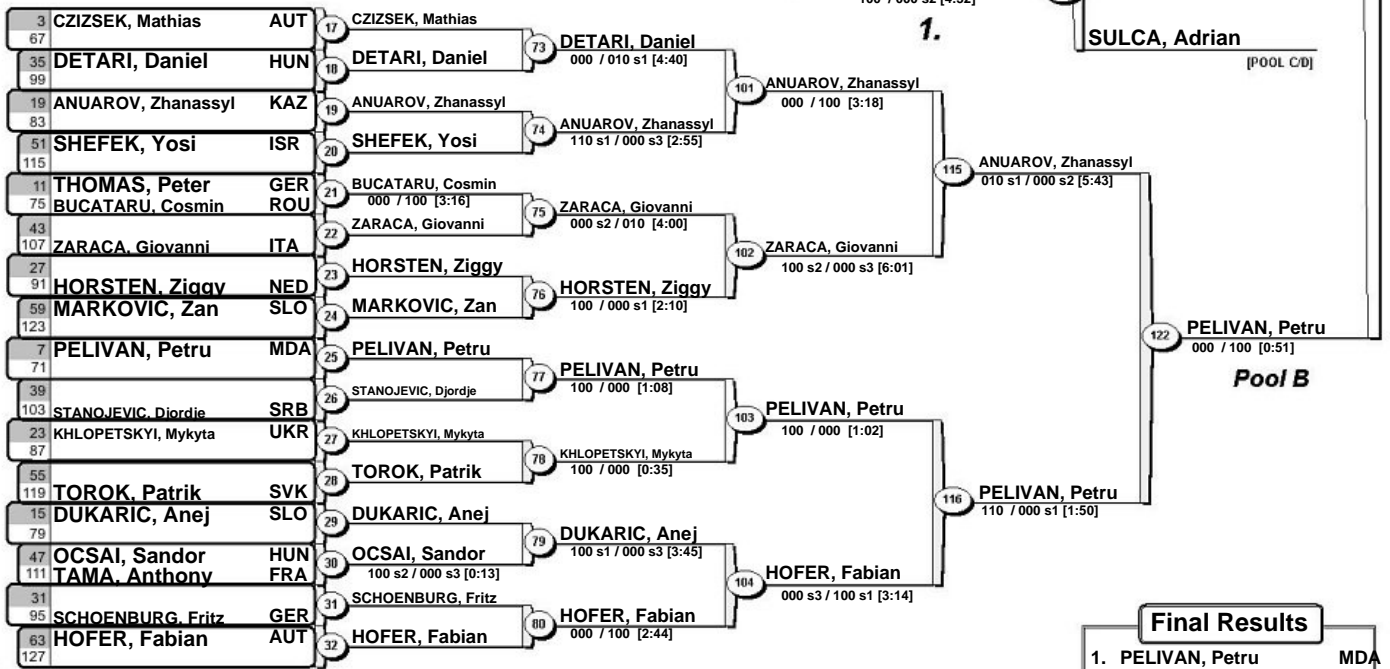 100 / 000 s2 [4:52]
1.
SULCA, Adrian
[POOL C/D]
3 CZIZSEK, Mathias AUT
67
35 DETARI, Daniel HUN
99
19 ANUAROV, Zhanassyl KAZ
83
51 SHEFEK, Yosi ISR
115
11 THOMAS, Peter GER
75 BUCATARU, Cosmin ROU
43
107 ZARACA, Giovanni ITA
27
91 HORSTEN, Ziggy NED
59 MARKOVIC, Zan SLO
123
7 PELIVAN, Petru MDA
71
39
103 STANOJEVIC, Djordje SRB
23 KHLOPETSKYI, Mykyta UKR
87
55
119 TOROK, Patrik SVK
15 DUKARIC, Anej SLO
79
47 OCSAI, Sandor HUN
111 TAMA, Anthony FRA
31
95 SCHOENBURG, Fritz GER
63 HOFER, Fabian AUT
127
17 CZIZSEK, Mathias
18 DETARI, Daniel
19 ANUAROV, Zhanassyl
20 SHEFEK, Yosi
21 BUCATARU, Cosmin
000 / 100 [3:16]
22 ZARACA, Giovanni
23 HORSTEN, Ziggy
24 MARKOVIC, Zan
25 PELIVAN, Petru
26 STANOJEVIC, Djordje
27 KHLOPETSKYI, Mykyta
28 TOROK, Patrik
29 DUKARIC, Anej
30 OCSAI, Sandor
100 s2 / 000 s3 [0:13]
31 SCHOENBURG, Fritz
32 HOFER, Fabian
73 DETARI, Daniel
000 / 010 s1 [4:40]
74 ANUAROV, Zhanassyl
110 s1 / 000 s3 [2:55]
75 ZARACA, Giovanni
000 s2 / 010 [4:00]
76 HORSTEN, Ziggy
100 / 000 s1 [2:10]
77 PELIVAN, Petru
100 / 000 [1:08]
78 KHLOPETSKYI, Mykyta
100 / 000 [0:35]
79 DUKARIC, Anej
100 s1 / 000 s3 [3:45]
80 HOFER, Fabian
000 / 100 [2:44]
101 ANUAROV, Zhanassyl
000 / 100 [3:18]
102 ZARACA, Giovanni
100 s2 / 000 s3 [6:01]
103 PELIVAN, Petru
100 / 000 [1:02]
104 HOFER, Fabian
000 s3 / 100 s1 [3:14]
115 ANUAROV, Zhanassyl
010 s1 / 000 s2 [5:43]
116 PELIVAN, Petru
110 / 000 s1 [1:50]
122 PELIVAN, Petru
000 / 100 [0:51]
Pool B
Final Results
1. PELIVAN, Petru MDA